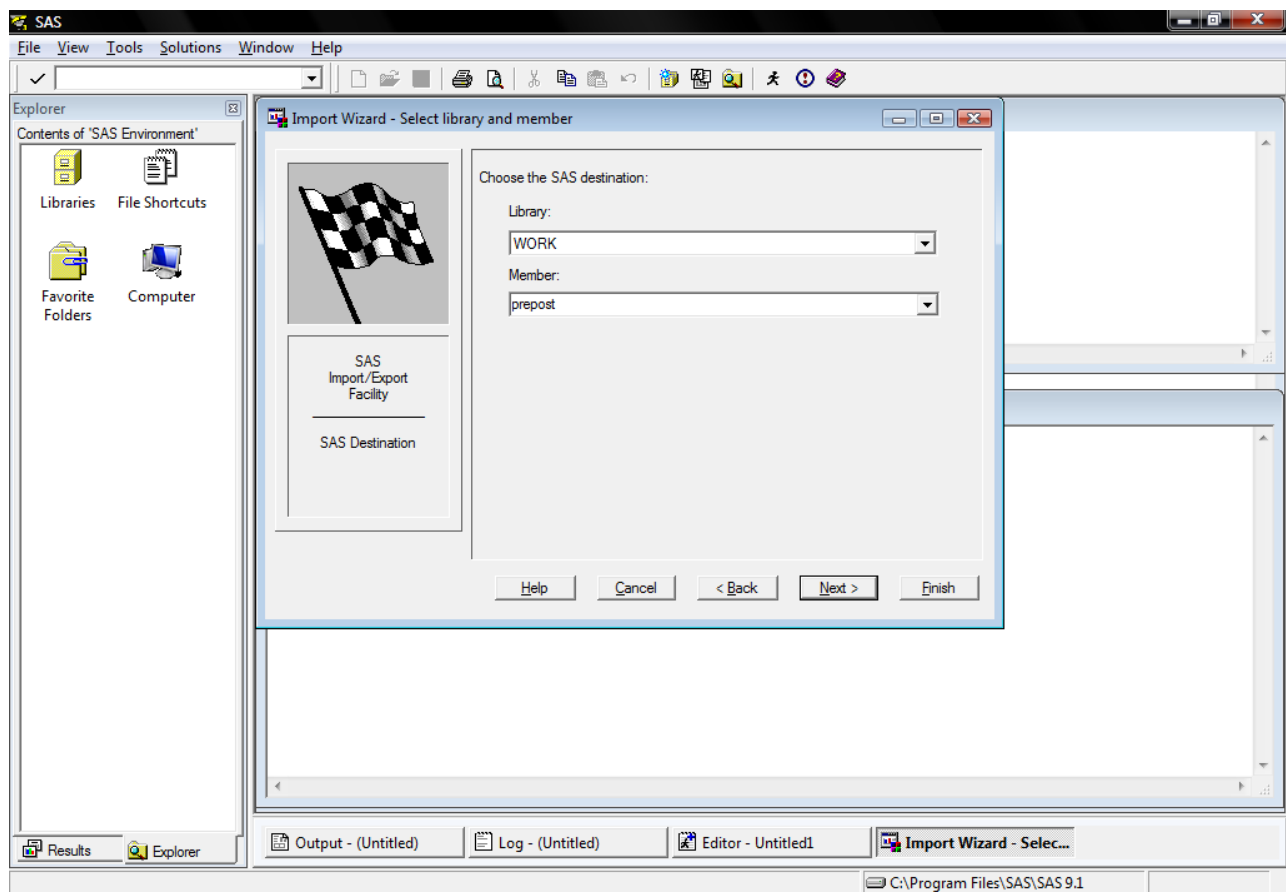 SAS
File View Tools Solutions Window Help
Explorer
Contents of 'SAS Environment'
Libraries File Shortcuts
Favorite Folders Computer
Import Wizard - Select library and member
SAS
Import/Export
Facility
SAS Destination
Choose the SAS destination:
Library:
WORK
Member:
prepost
Help Cancel < Back Next > Finish
Results Explorer
Output - (Untitled) Log - (Untitled) Editor - Untitled1 Import Wizard - Selec...
C:\Program Files\SAS\SAS 9.1